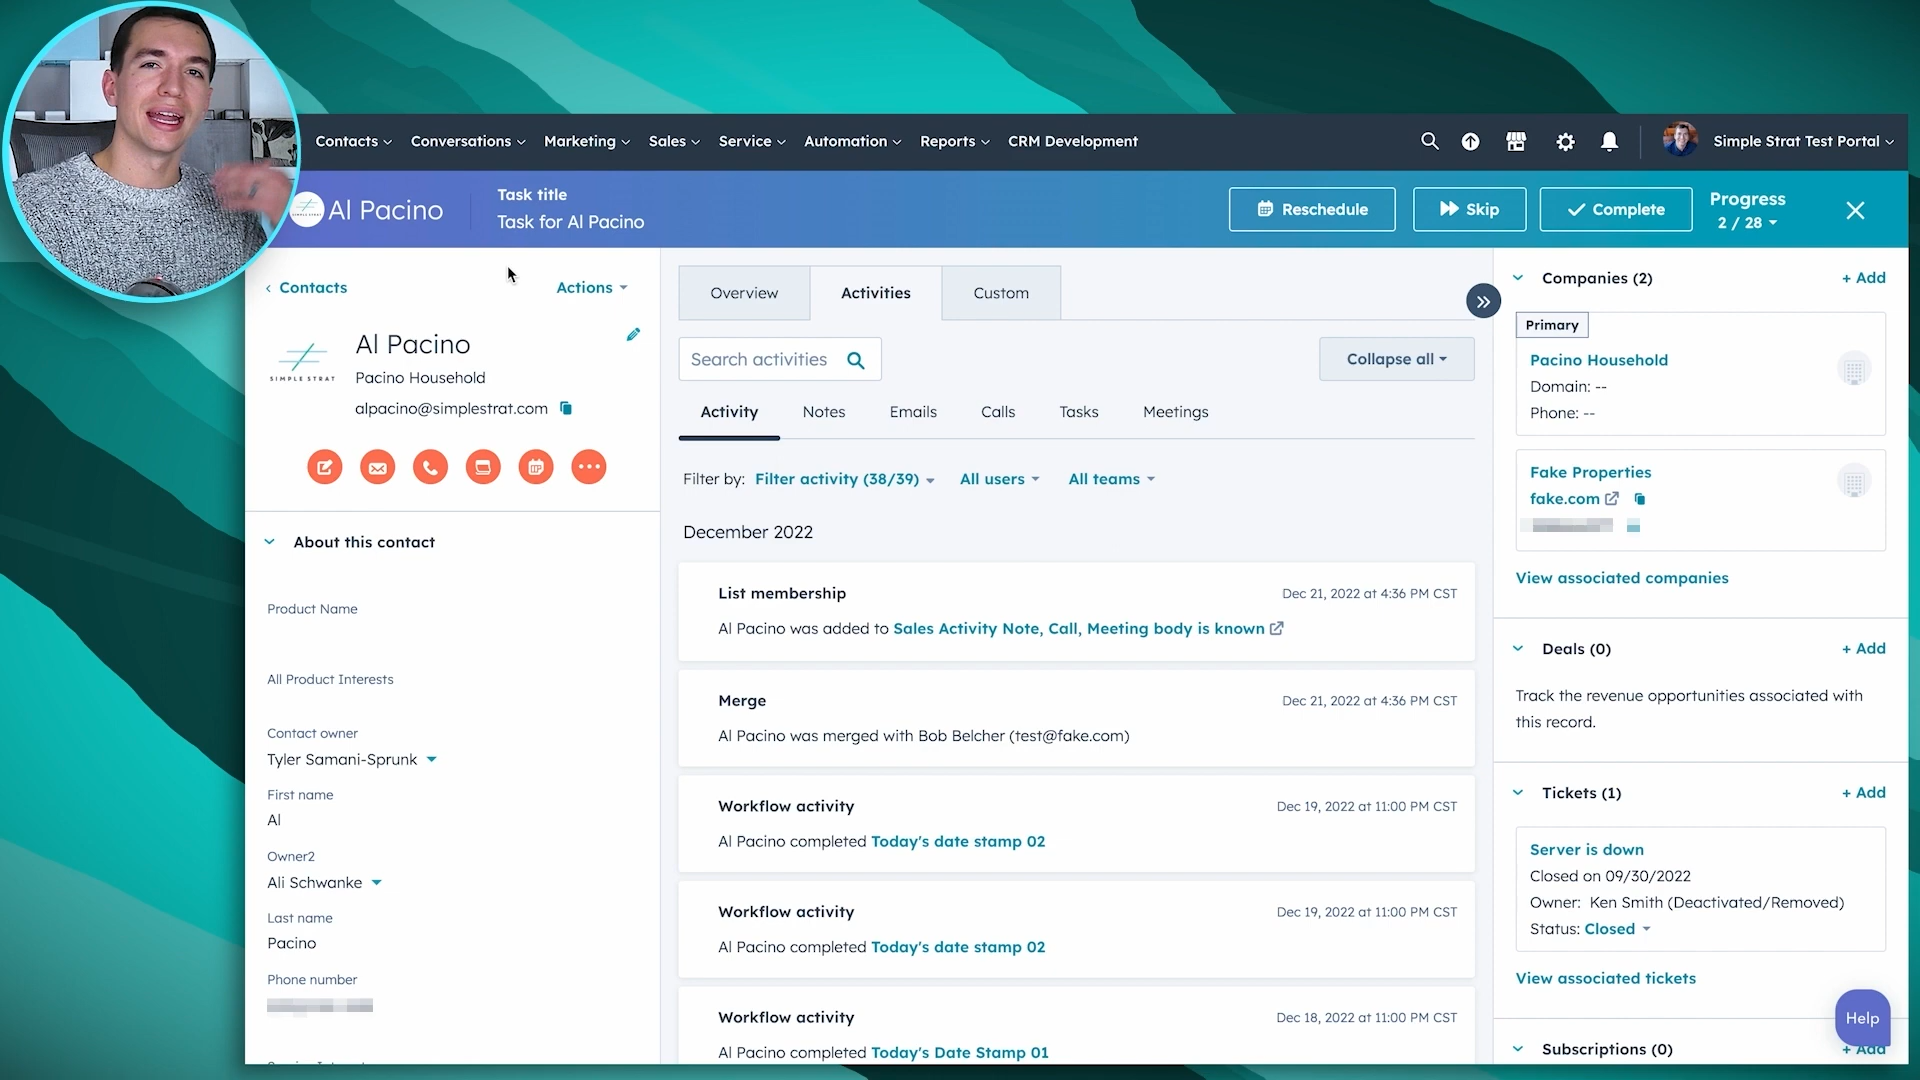 Contacts
Conversations
Marketing
Sales
Service
Automation
Reports
CRM Development
Simple Strat Test Portal
Al Pacino
Task title
Task for Al Pacino
Reschedule
Skip
Complete
Progress
2 / 28
Contacts
Actions
SIMPLE STRAT
Al Pacino
Pacino Household
alpacino@simplestrat.com
About this contact
Product Name
All Product Interests
Contact owner
Tyler Samani-Sprunk
First name
Al
Owner2
Ali Schwanke
Last name
Pacino
Phone number
Overview
Activities
Custom
Search activities
Collapse all
Activity
Notes
Emails
Calls
Tasks
Meetings
Filter by: Filter activity (38/39) All users All teams
December 2022
List membership
Dec 21, 2022 at 4:36 PM CST
Al Pacino was added to Sales Activity Note, Call, Meeting body is known
Merge
Dec 21, 2022 at 4:36 PM CST
Al Pacino was merged with Bob Belcher (test@fake.com)
Workflow activity
Dec 19, 2022 at 11:00 PM CST
Al Pacino completed Today's date stamp 02
Workflow activity
Dec 19, 2022 at 11:00 PM CST
Al Pacino completed Today's date stamp 02
Workflow activity
Dec 18, 2022 at 11:00 PM CST
Al Pacino completed Today's Date Stamp 01
Companies (2)
+ Add
Primary
Pacino Household
Domain: --
Phone: --
Fake Properties
fake.com
View associated companies
Deals (0)
+ Add
Track the revenue opportunities associated with
this record.
Tickets (1)
+ Add
Server is down
Closed on 09/30/2022
Owner: Ken Smith (Deactivated/Removed)
Status: Closed
View associated tickets
Help
Subscriptions (0)
+ Add